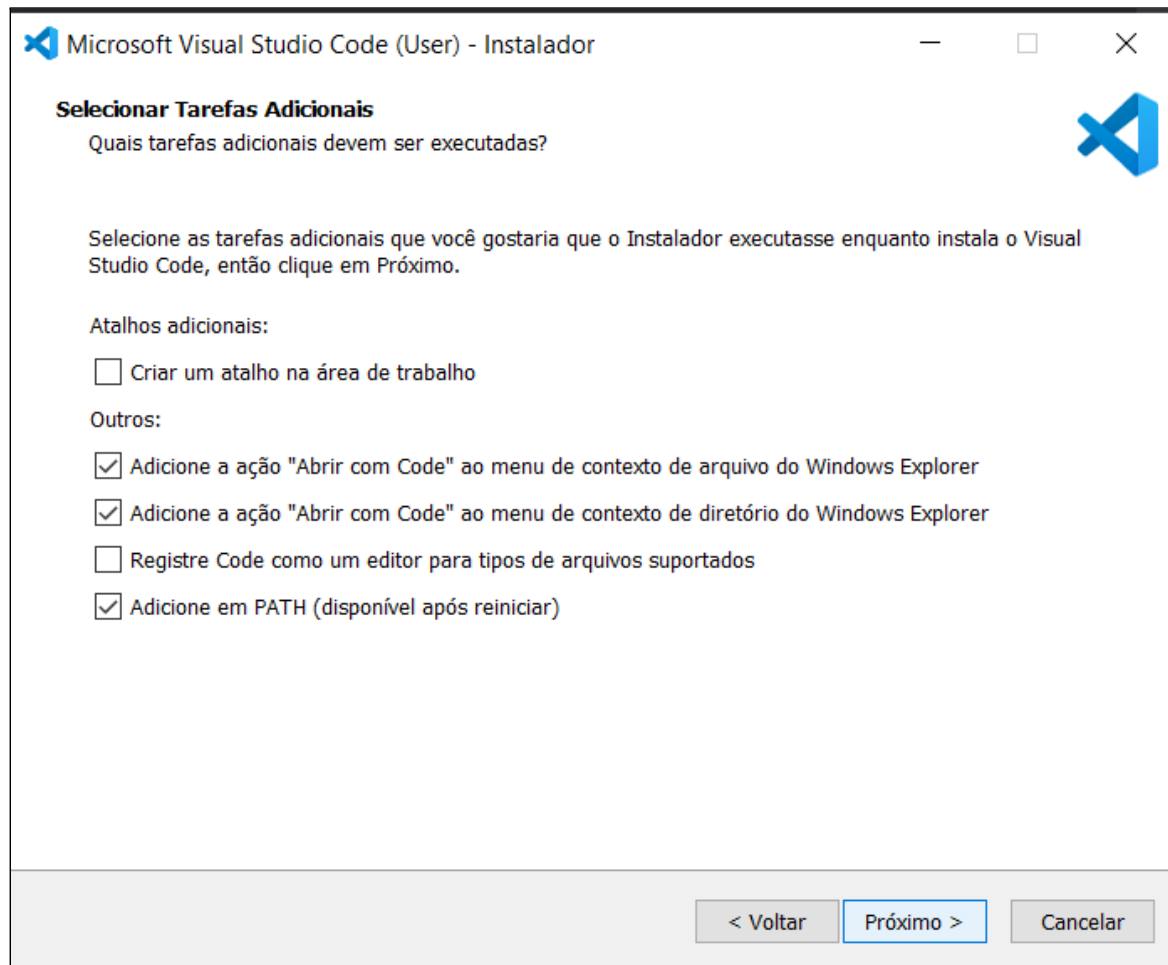 Microsoft Visual Studio Code (User) - Instalador
Selecionar Tarefas Adicionais
Quais tarefas adicionais devem ser executadas?
Selecione as tarefas adicionais que você gostaria que o Instalador executasse enquanto instala o Visual
Studio Code, então clique em Próximo.
Atalhos adicionais:
Criar um atalho na área de trabalho
Outros:
Adicione a ação "Abrir com Code" ao menu de contexto de arquivo do Windows Explorer
Adicione a ação "Abrir com Code" ao menu de contexto de diretório do Windows Explorer
Registre Code como um editor para tipos de arquivos suportados
Adicione em PATH (disponível após reiniciar)
< Voltar
Próximo >
Cancelar